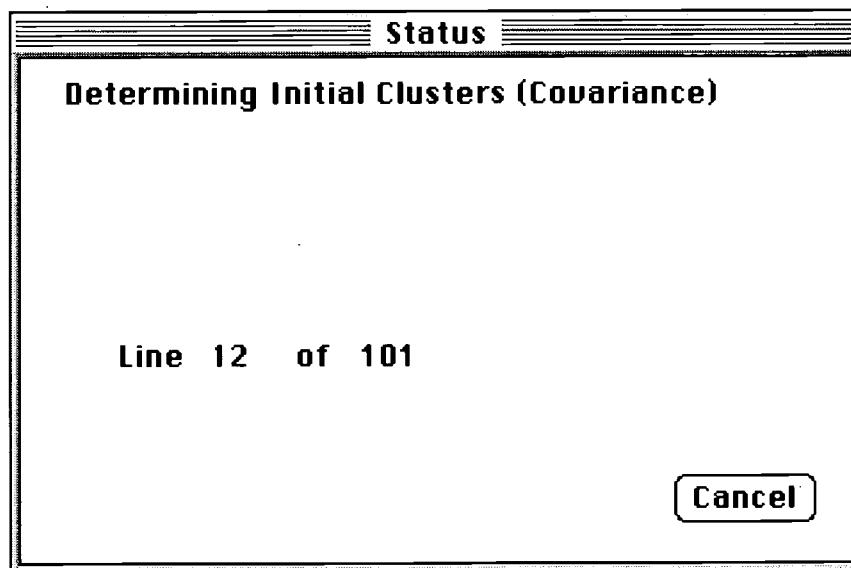 Status
Determining Initial Clusters (Covariance)
Line 12 of 101
Cancel